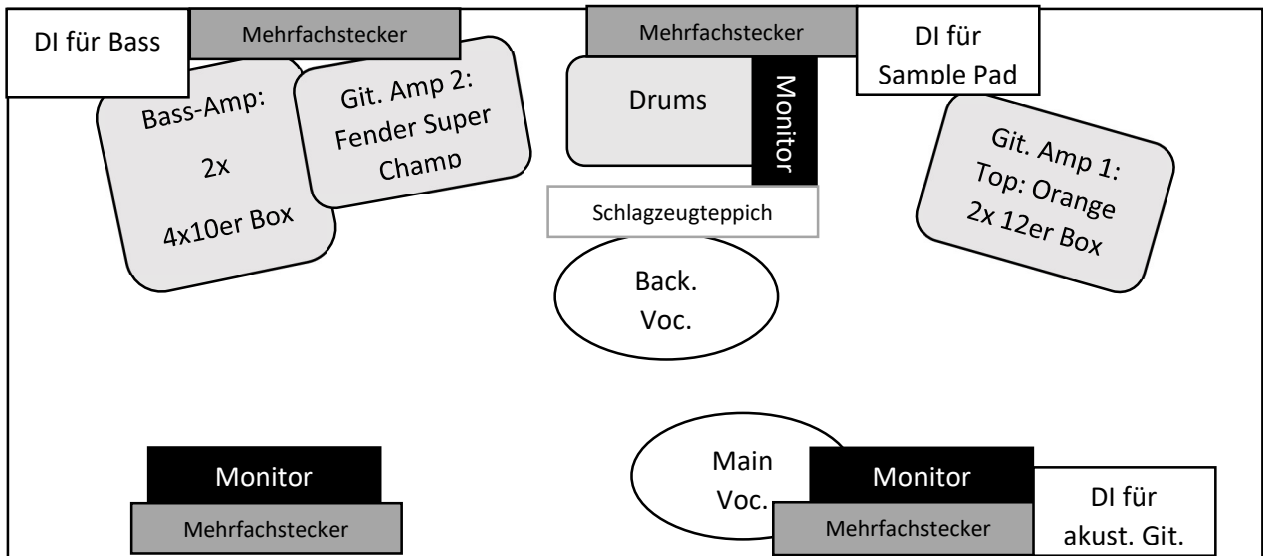 DI für Bass
Mehrfachstecker
Mehrfachstecker
DI für
Sample Pad
Bass-Amp:
2x
4x10er Box
Git. Amp 2:
Fender Super
Champ
Drums
Monitor
Git. Amp 1:
Top: Orange
2x 12er Box
Schlagzeugteppich
Back.
Voc.
Monitor
Mehrfachstecker
Main
Voc.
Monitor
Mehrfachstecker
DI für
akust. Git.